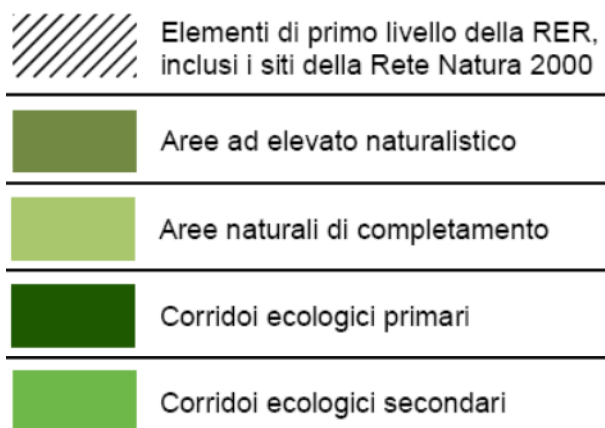 Elementi di primo livello della RER,
inclusi i siti della Rete Natura 2000
Aree ad elevato naturalistico
Aree naturali di completamento
Corridoi ecologici primari
Corridoi ecologici secondari